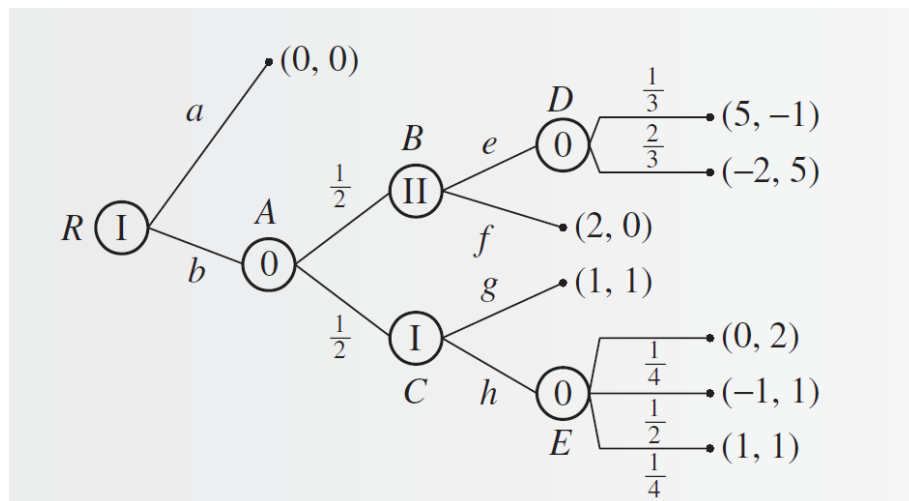 (0, 0)
a
R I
b
A 0
1/2
1/2
B II
e
f
D 0
1/3
(5, −1)
2/3
(−2, 5)
(2, 0)
C I
g
(1, 1)
h
E 0
1/4
(0, 2)
1/2
(−1, 1)
1/4
(1, 1)